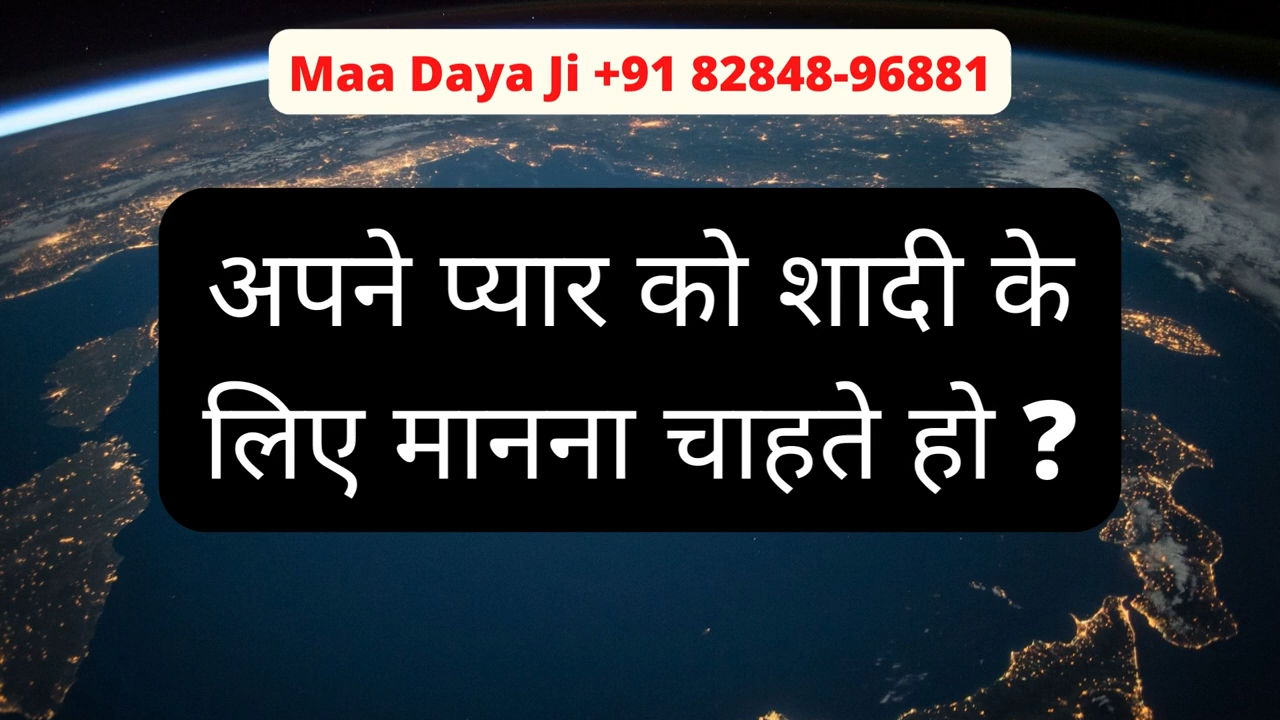 Maa Daya Ji +91 82848-96881
अपने प्यार को शादी के
लिए मानना चाहते हो ?